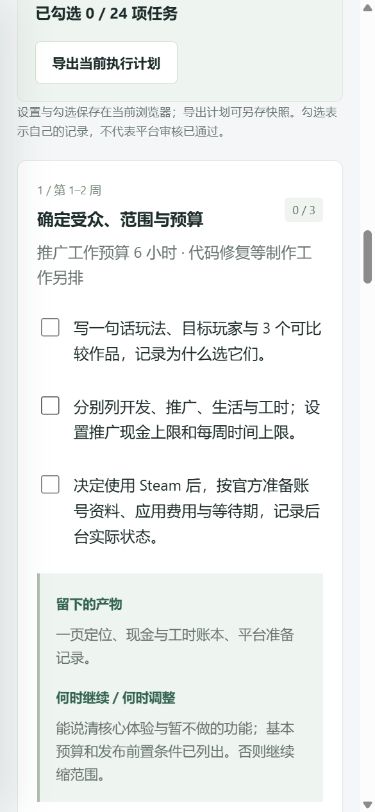 已勾选 0 / 24 项任务
导出当前执行计划
设置与勾选保存在当前浏览器；导出计划可另存快照。勾选表
示自己的记录，不代表平台审核已通过。
1 / 第 1–2 周
0 / 3
确定受众、范围与预算
推广工作预算 6 小时 · 代码修复等制作工
作另排
写一句话玩法、目标玩家与 3 个可比
较作品，记录为什么选它们。
分别列开发、推广、生活与工时；设
置推广现金上限和每周时间上限。
决定使用 Steam 后，按官方准备账
号资料、应用费用与等待期，记录后
台实际状态。
留下的产物
一页定位、现金与工时账本、平台准备
记录。
何时继续 / 何时调整
能说清核心体验与暂不做的功能；基本
预算和发布前置条件已列出。否则继续
缩范围。